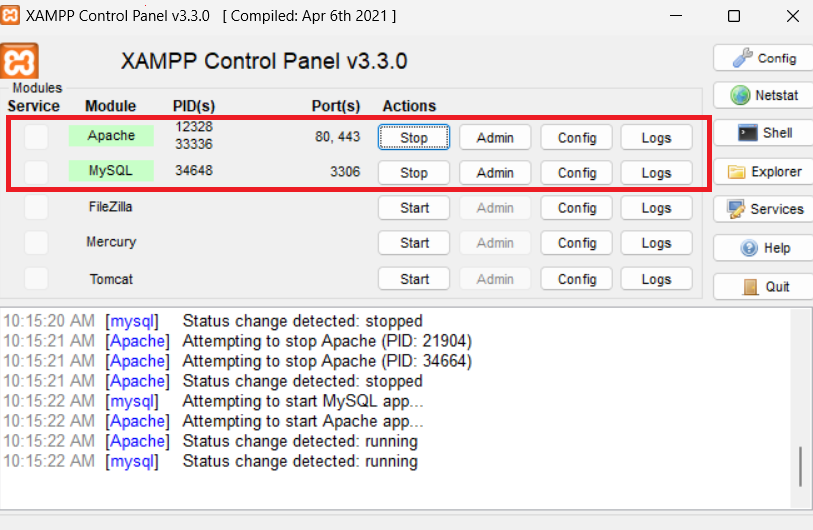 XAMPP Control Panel v3.3.0 [ Compiled: Apr 6th 2021 ]
XAMPP Control Panel v3.3.0
Config
Modules
Service Module PID(s) Port(s) Actions
Netstat
Apache 12328 33336 80, 443 Stop Admin Config Logs
Shell
MySQL 34648 3306 Stop Admin Config Logs
Explorer
FileZilla Start Admin Config Logs
Services
Mercury Start Admin Config Logs
Help
Tomcat Start Admin Config Logs
Quit
10:15:20 AM [mysql] Status change detected: stopped
10:15:21 AM [Apache] Attempting to stop Apache (PID: 21904)
10:15:21 AM [Apache] Attempting to stop Apache (PID: 34664)
10:15:21 AM [Apache] Status change detected: stopped
10:15:22 AM [mysql] Attempting to start MySQL app...
10:15:22 AM [Apache] Attempting to start Apache app...
10:15:22 AM [Apache] Status change detected: running
10:15:22 AM [mysql] Status change detected: running